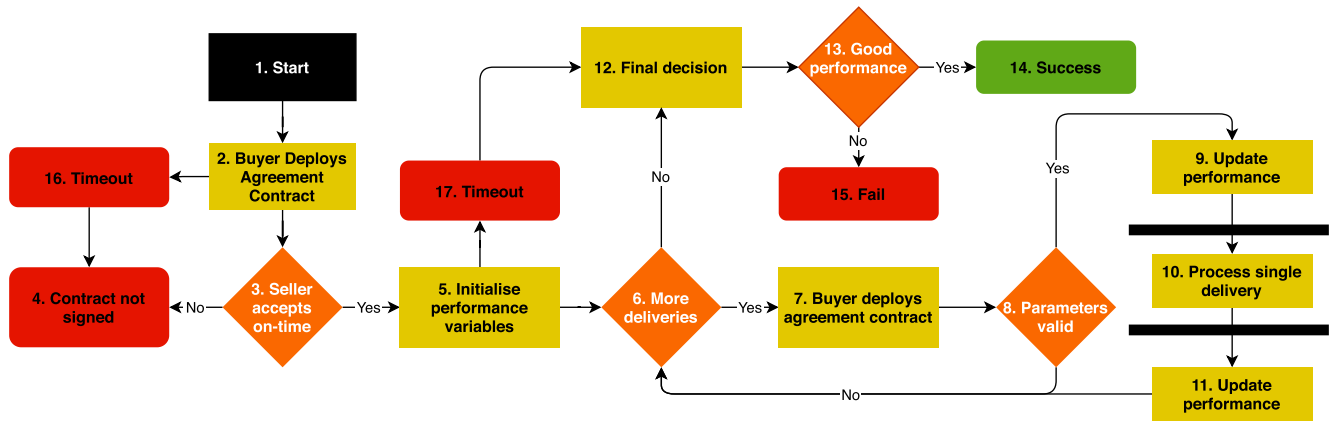 1. Start
2. Buyer Deploys
Agreement
Contract
16. Timeout
4. Contract not
signed
No
3. Seller
accepts
on-time
Yes
5. Initialise
performance
variables
17. Timeout
12. Final decision
13. Good
performance
Yes
14. Success
No
15. Fail
No
6. More
deliveries
Yes
7. Buyer deploys
agreement contract
8. Parameters
valid
Yes
9. Update
performance
10. Process single
delivery
11. Update
performance
No